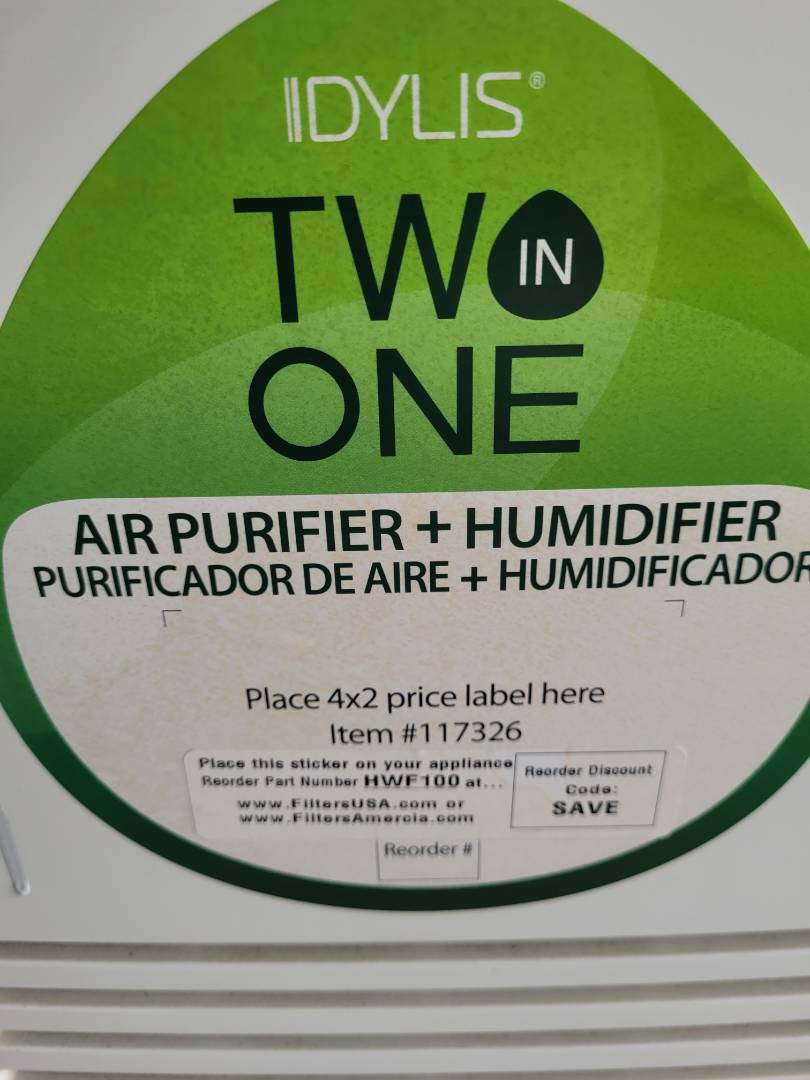 IDYLIS®
TWO IN
ONE
AIR PURIFIER + HUMIDIFIER
PURIFICADOR DE AIRE + HUMIDIFICADOR
Place 4x2 price label here
Item #117326
Place this sticker on your appliance
Reorder Part Number HWF100 at...
www.FiltersUSA.com or
www.FiltersAmercia.com
Reorder Discount
Code:
SAVE
Reorder #